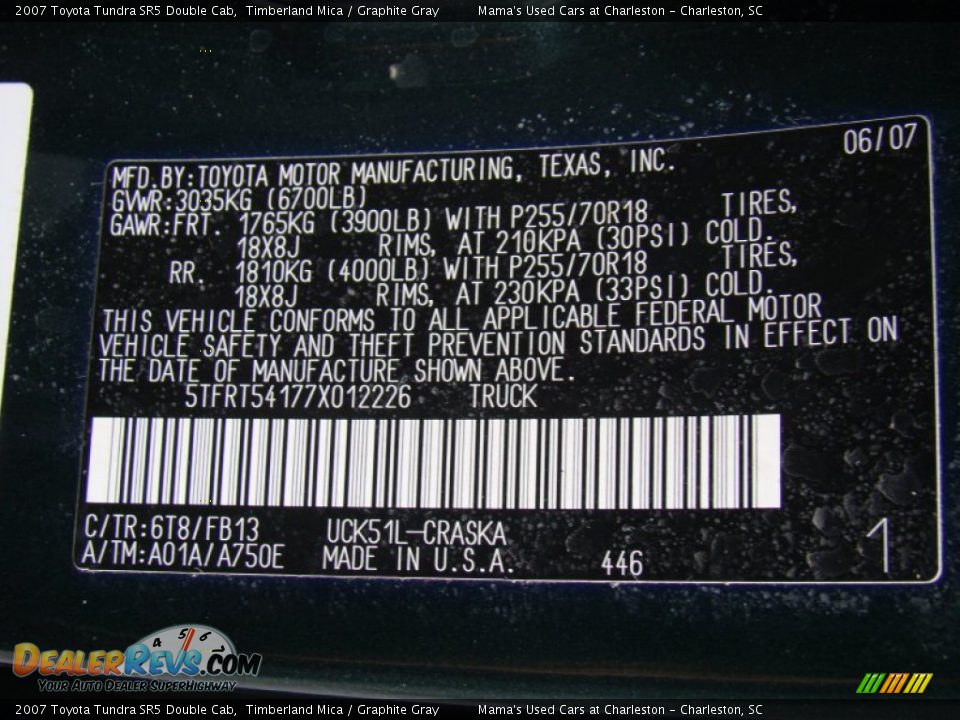 2007 Toyota Tundra SR5 Double Cab, Timberland Mica / Graphite Gray Mama's Used Cars at Charleston - Charleston, SC
06/07
MFD.BY:TOYOTA MOTOR MANUFACTURING, TEXAS, INC.
GVWR:3035KG (6700LB)
GAWR:FRT. 1765KG (3900LB) WITH P255/70R18 TIRES,
18X8J RIMS, AT 210KPA (30PSI) COLD.
RR. 1810KG (4000LB) WITH P255/70R18 TIRES,
18X8J RIMS, AT 230KPA (33PSI) COLD.
THIS VEHICLE CONFORMS TO ALL APPLICABLE FEDERAL MOTOR
VEHICLE SAFETY AND THEFT PREVENTION STANDARDS IN EFFECT ON
THE DATE OF MANUFACTURE SHOWN ABOVE.
5TFRT54177X012226 TRUCK
C/TR:6T8/FB13 UCK51L-CRASKA
A/TM:A01A/A750E MADE IN U.S.A. 446 1
4 5 6
DEALERREVS.COM
YOUR AUTO DEALER SUPERHIGHWAY
2007 Toyota Tundra SR5 Double Cab, Timberland Mica / Graphite Gray Mama's Used Cars at Charleston - Charleston, SC